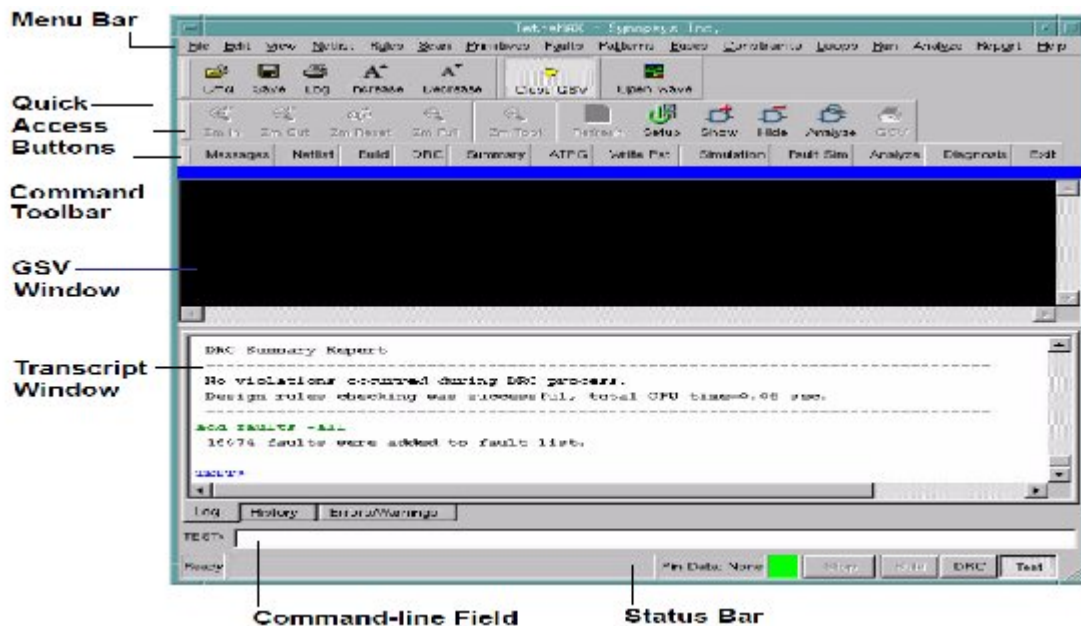 Menu Bar
TetraMAX - Synopsys Inc.
File Edit View Netlist Rules Scan Primitives Faults Patterns Buses Constraints Loops Run Analyze Report Help
Cmd Save Log Increase Decrease Close GSV Open Wave
Quick
Access
Buttons
Zm In Zm Out Zm Reset Zm Full Zm Tool Refresh Setup Show Hide Analyze GSV
Messages Netlist Build DRC Summary ATPG Write Pat Simulation Fault Sim Analyze Diagnosis Exit
Command
Toolbar
GSV
Window
Transcript
Window
DRC Summary Report
No violations occurred during DRC process.
Design rules checking was successful, total CPU time=0.08 sec.
add faults -All
faults were added to fault list.
TEST>
Log History Errors/Warnings
TEST>
Ready Pin Data: None Stop Build DRC Test
Command-line Field
Status Bar